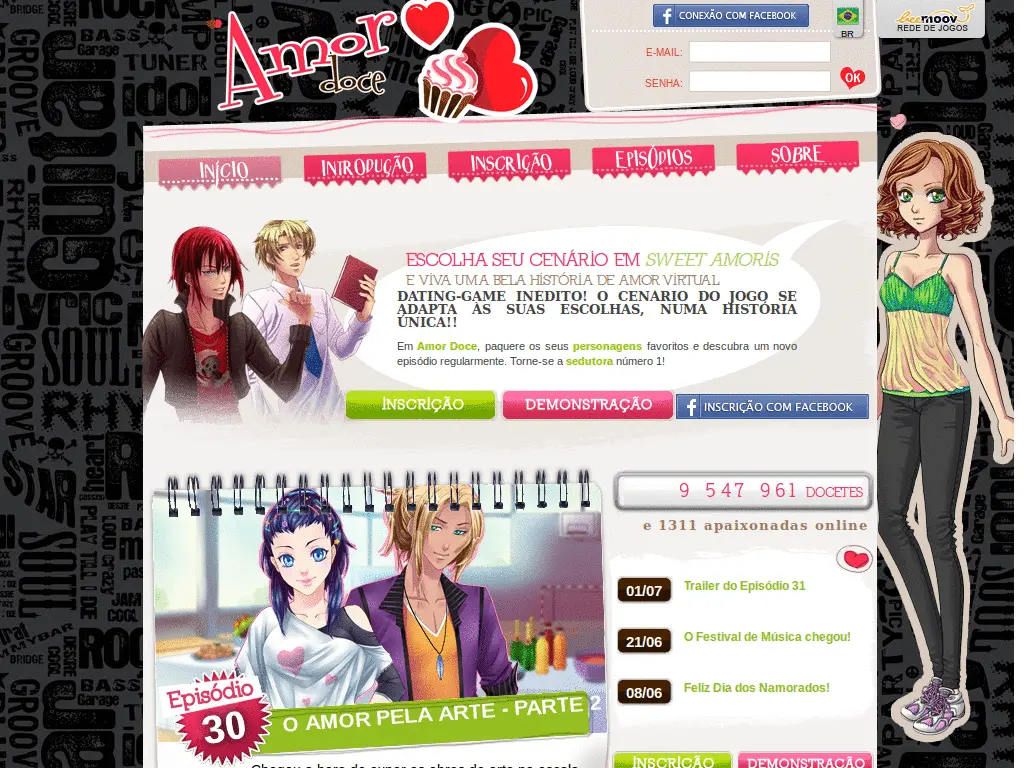 Amor
doce
CONEXÃO COM FACEBOOK
BR
beemoov
REDE DE JOGOS
E-MAIL:
SENHA:
OK
INÍCIO
INTRODUÇÃO
INSCRIÇÃO
EPISÓDIOS
SOBRE
ESCOLHA SEU CENÁRIO EM SWEET AMORIS
E VIVA UMA BELA HISTÓRIA DE AMOR VIRTUAL
DATING-GAME INEDITO! O CENARIO DO JOGO SE
ADAPTA ÀS SUAS ESCOLHAS, NUMA HISTÓRIA
ÚNICA!!
Em Amor Doce, paquere os seus personagens favoritos e descubra um novo
episódio regularmente. Torne-se a sedutora número 1!
INSCRIÇÃO
DEMONSTRAÇÃO
INSCRIÇÃO COM FACEBOOK
9 547 961 DOCETES
e 1311 apaixonadas online
01/07 Trailer do Episódio 31
21/06 O Festival de Música chegou!
08/06 Feliz Dia dos Namorados!
Episódio
30
O AMOR PELA ARTE - PARTE 2
INSCRIÇÃO
DEMONSTRAÇÃO